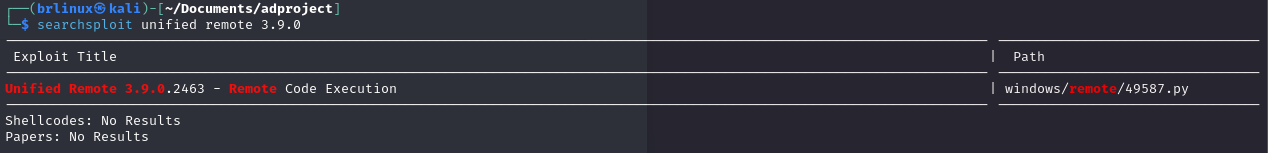 ┌──(brlinux㉿kali)-[~/Documents/adproject]
└─$ searchsploit unified remote 3.9.0
Exploit Title | Path
Unified Remote 3.9.0.2463 - Remote Code Execution | windows/remote/49587.py
Shellcodes: No Results
Papers: No Results